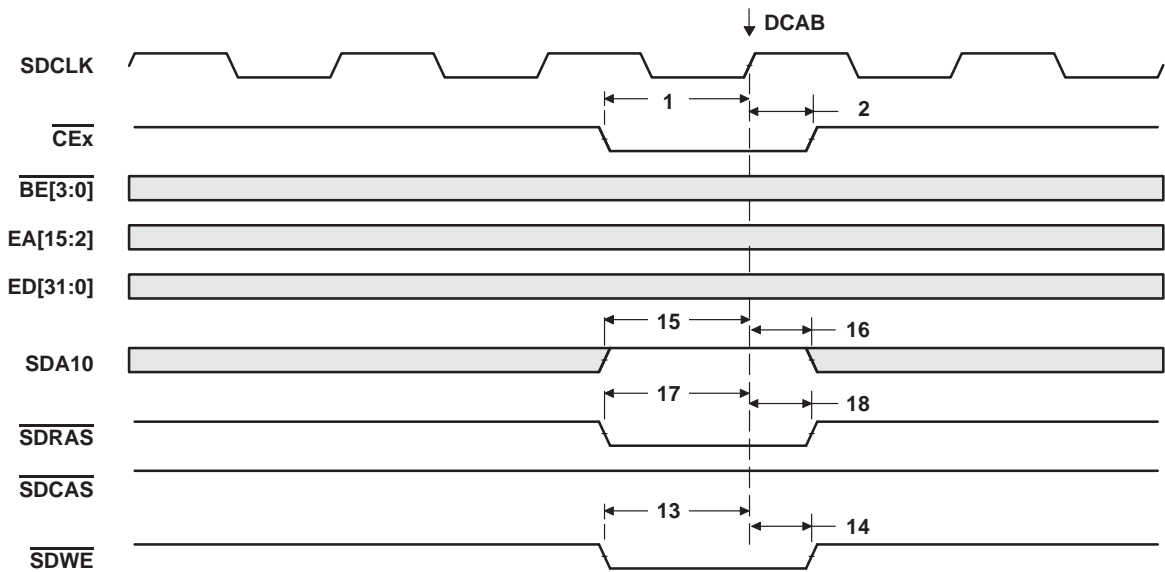 DCAB
SDCLK
1
2
CEx
BE[3:0]
EA[15:2]
ED[31:0]
15
16
SDA10
17
18
SDRAS
SDCAS
13
14
SDWE